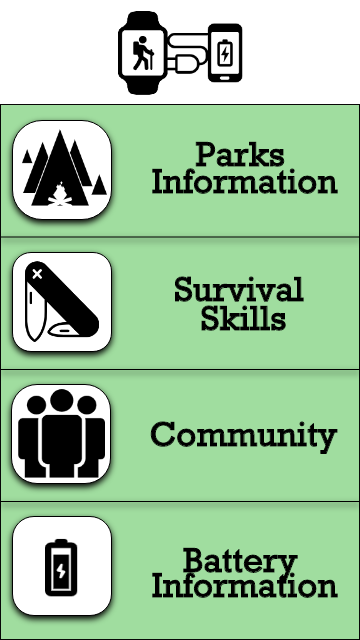 Parks
Information
Survival
Skills
Community
Battery
Information